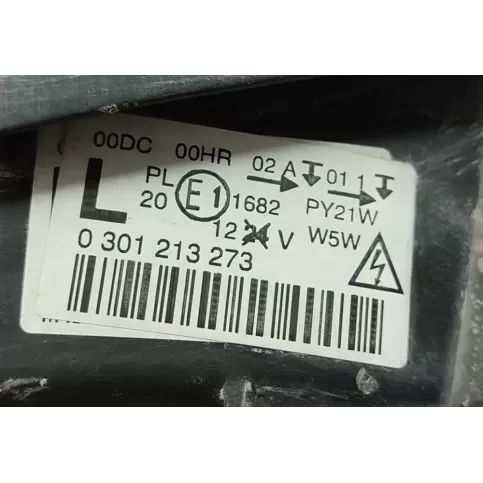 00DC 00HR 02 A 01 1
L PL E1 1682 PY21W
20 12 24 V W5W
0 301 213 273